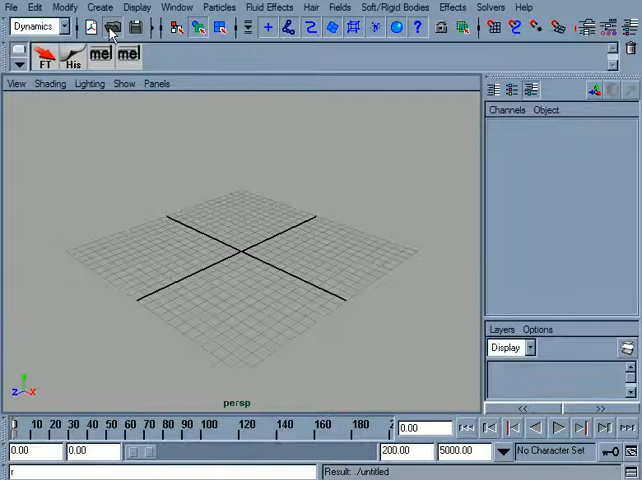 File Edit Modify Create Display Window Particles Fluid Effects Hair Fields Soft/Rigid Bodies Effects Solvers Help
Dynamics
FT His mel mel
View Shading Lighting Show Panels
Channels Object
persp
Layers Options
Display
<< >>
0 10 20 30 40 50 60 70 80 120 140 160 180 2
0.00
0.00 0.00 200.00 5000.00 No Character Set
r Result: ./untitled